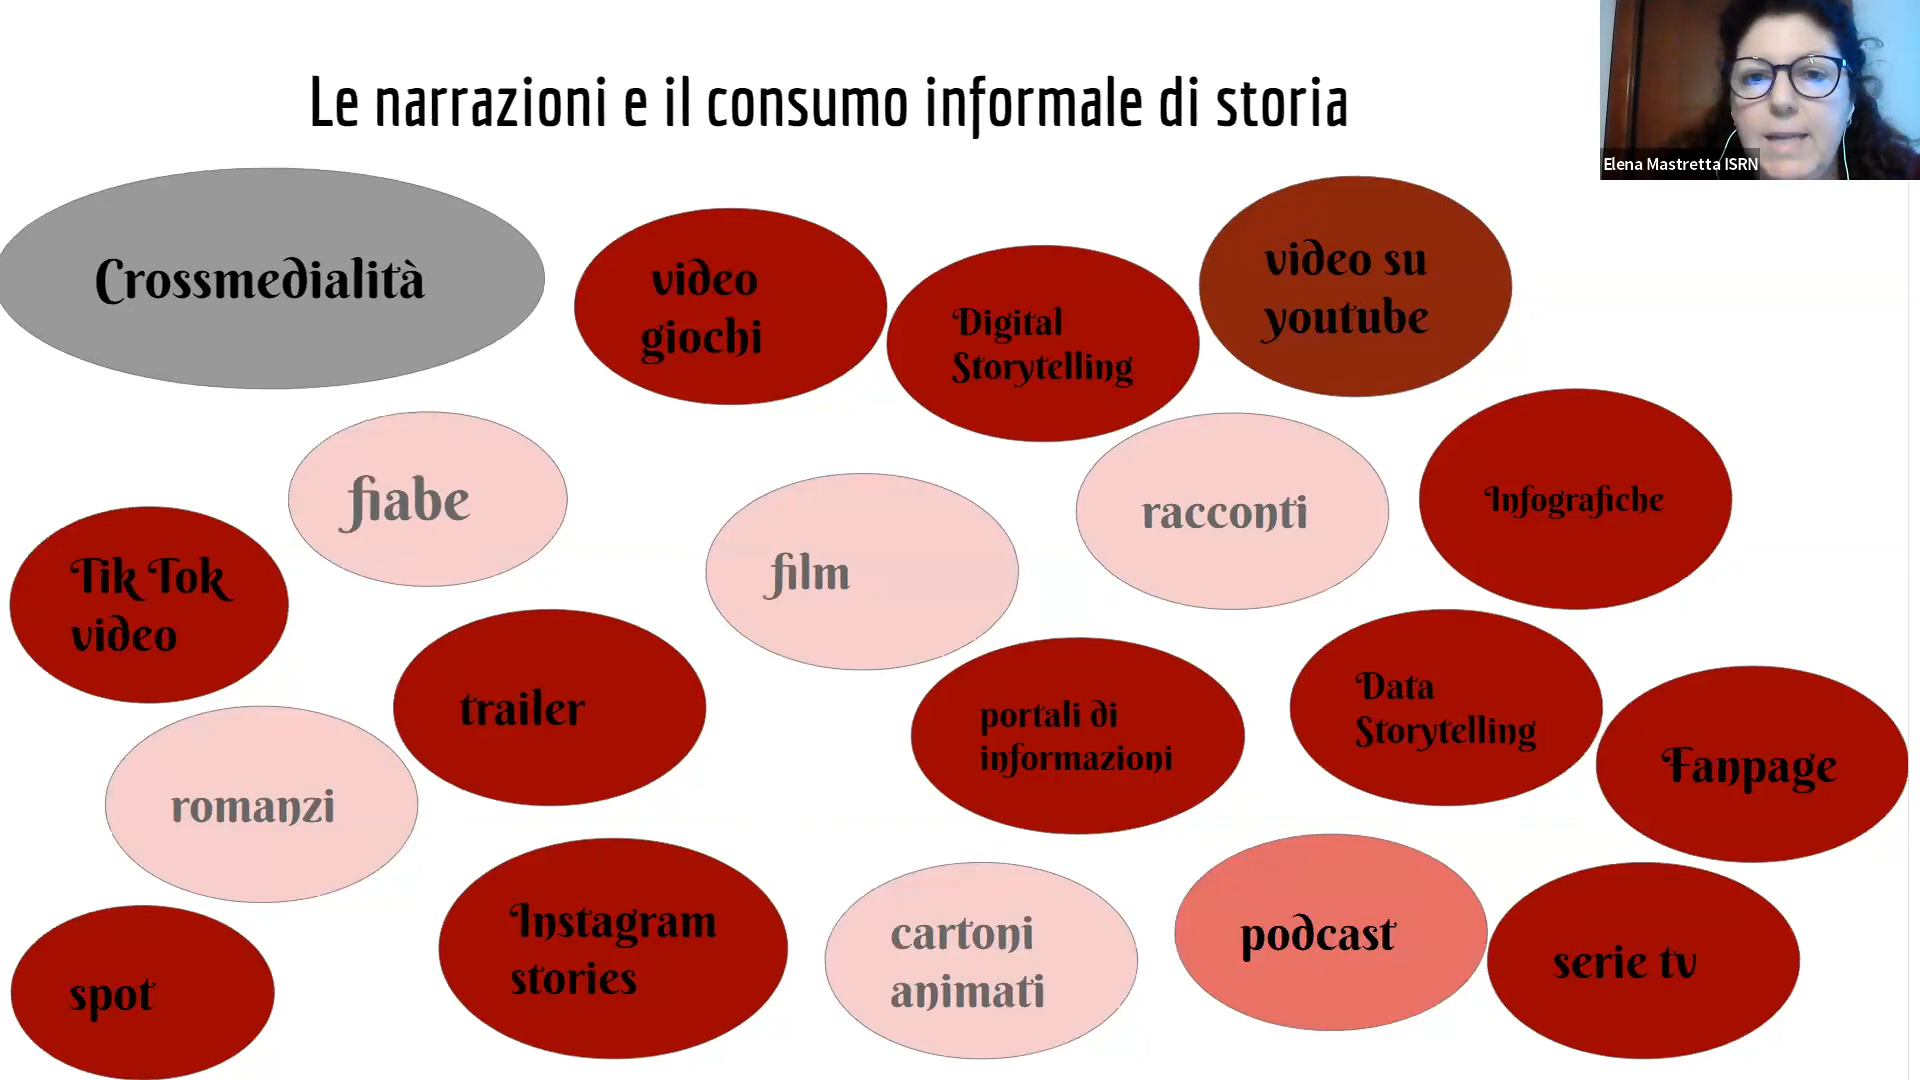 Le narrazioni e il consumo informale di storia
Elena Mastretta ISRN
Crossmedialità
video
giochi
Digital
Storytelling
video su
youtube
fiabe
film
racconti
Infografiche
Tik Tok
video
trailer
portali di
informazioni
Data
Storytelling
Fanpage
romanzi
spot
Instagram
stories
cartoni
animati
podcast
serie tv